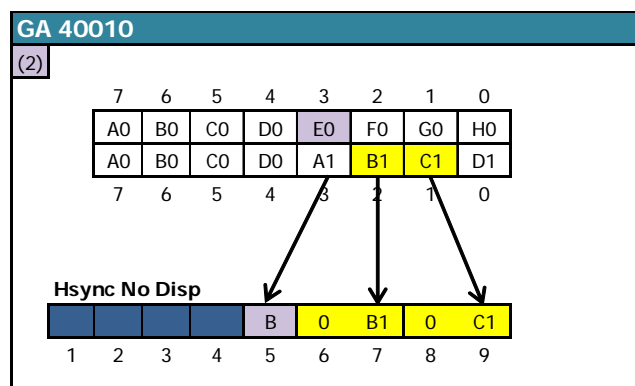 GA 40010
(2)
7 6 5 4 3 2 1 0
A0 B0 C0 D0 E0 F0 G0 H0
A0 B0 C0 D0 A1 B1 C1 D1
7 6 5 4 3 2 1 0
Hsync No Disp
B 0 B1 0 C1
1 2 3 4 5 6 7 8 9